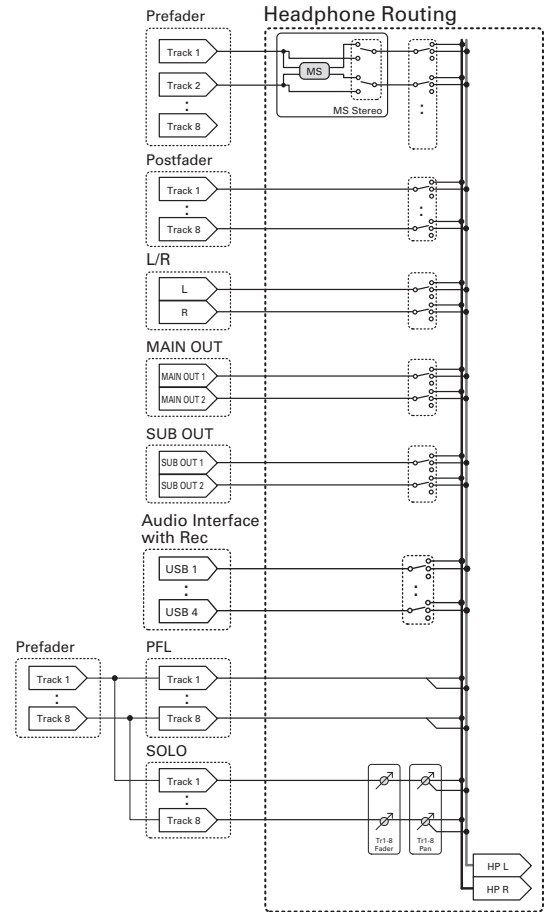 Headphone Routing
Prefader
Track 1
Track 2
:
Track 8
MS
MS Stereo
:
Postfader
Track 1
:
Track 8
:
L/R
L
R
MAIN OUT
MAIN OUT 1
MAIN OUT 2
SUB OUT
SUB OUT 1
SUB OUT 2
Audio Interface
with Rec
USB 1
:
USB 4
:
Prefader
Track 1
:
Track 8
PFL
Track 1
:
Track 8
SOLO
Track 1
:
Track 8
Tr1-8
Fader
Tr1-8
Pan
HP L
HP R